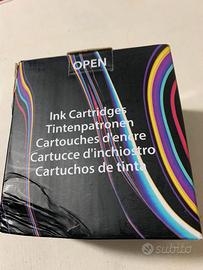 OPEN
Ink Cartridges
Tintenpatronen
Cartouches d'encre
Cartucce d'inchiostro
Cartuchos de tinta
subito